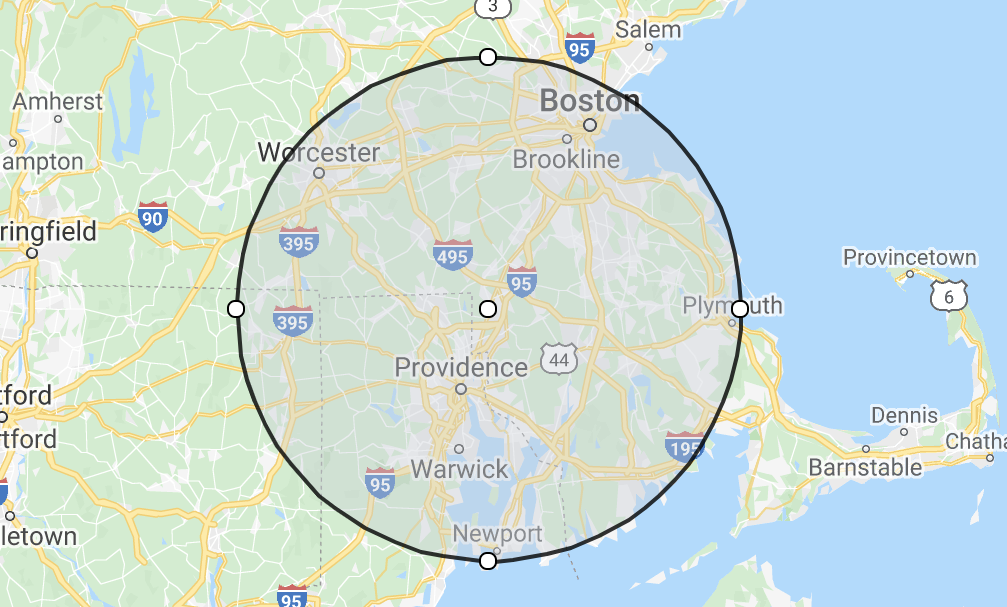 3
Salem
95
Amherst
Boston
ampton
Brookline
Worcester
90
ringfield
395
495
Provincetown
95
6
Plymouth
395
44
Providence
tford
rtford
Dennis
Chatha
195
Barnstable
Warwick
95
Newport
letown
95